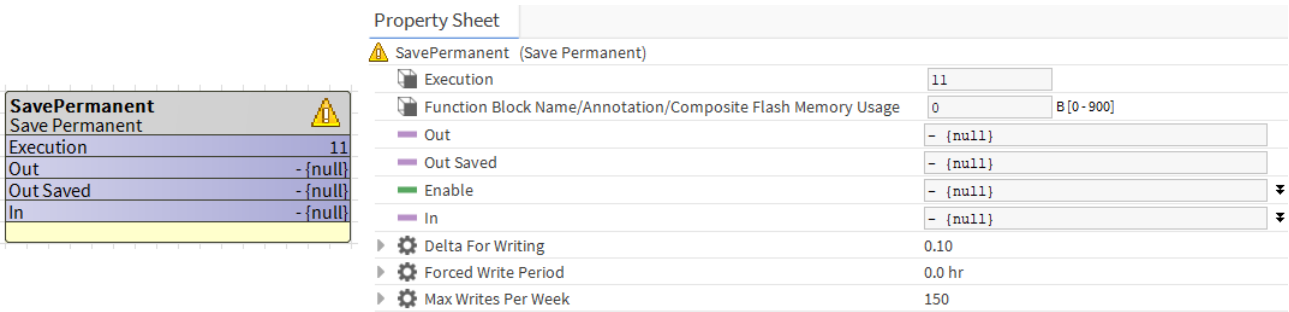 SavePermanent
Save Permanent
Execution 11
Out - {null}
Out Saved - {null}
In - {null}
Property Sheet
SavePermanent (Save Permanent)
Execution 11
Function Block Name/Annotation/Composite Flash Memory Usage 0 B [0 - 900]
Out - {null}
Out Saved - {null}
Enable - {null}
In - {null}
Delta For Writing 0.10
Forced Write Period 0.0 hr
Max Writes Per Week 150